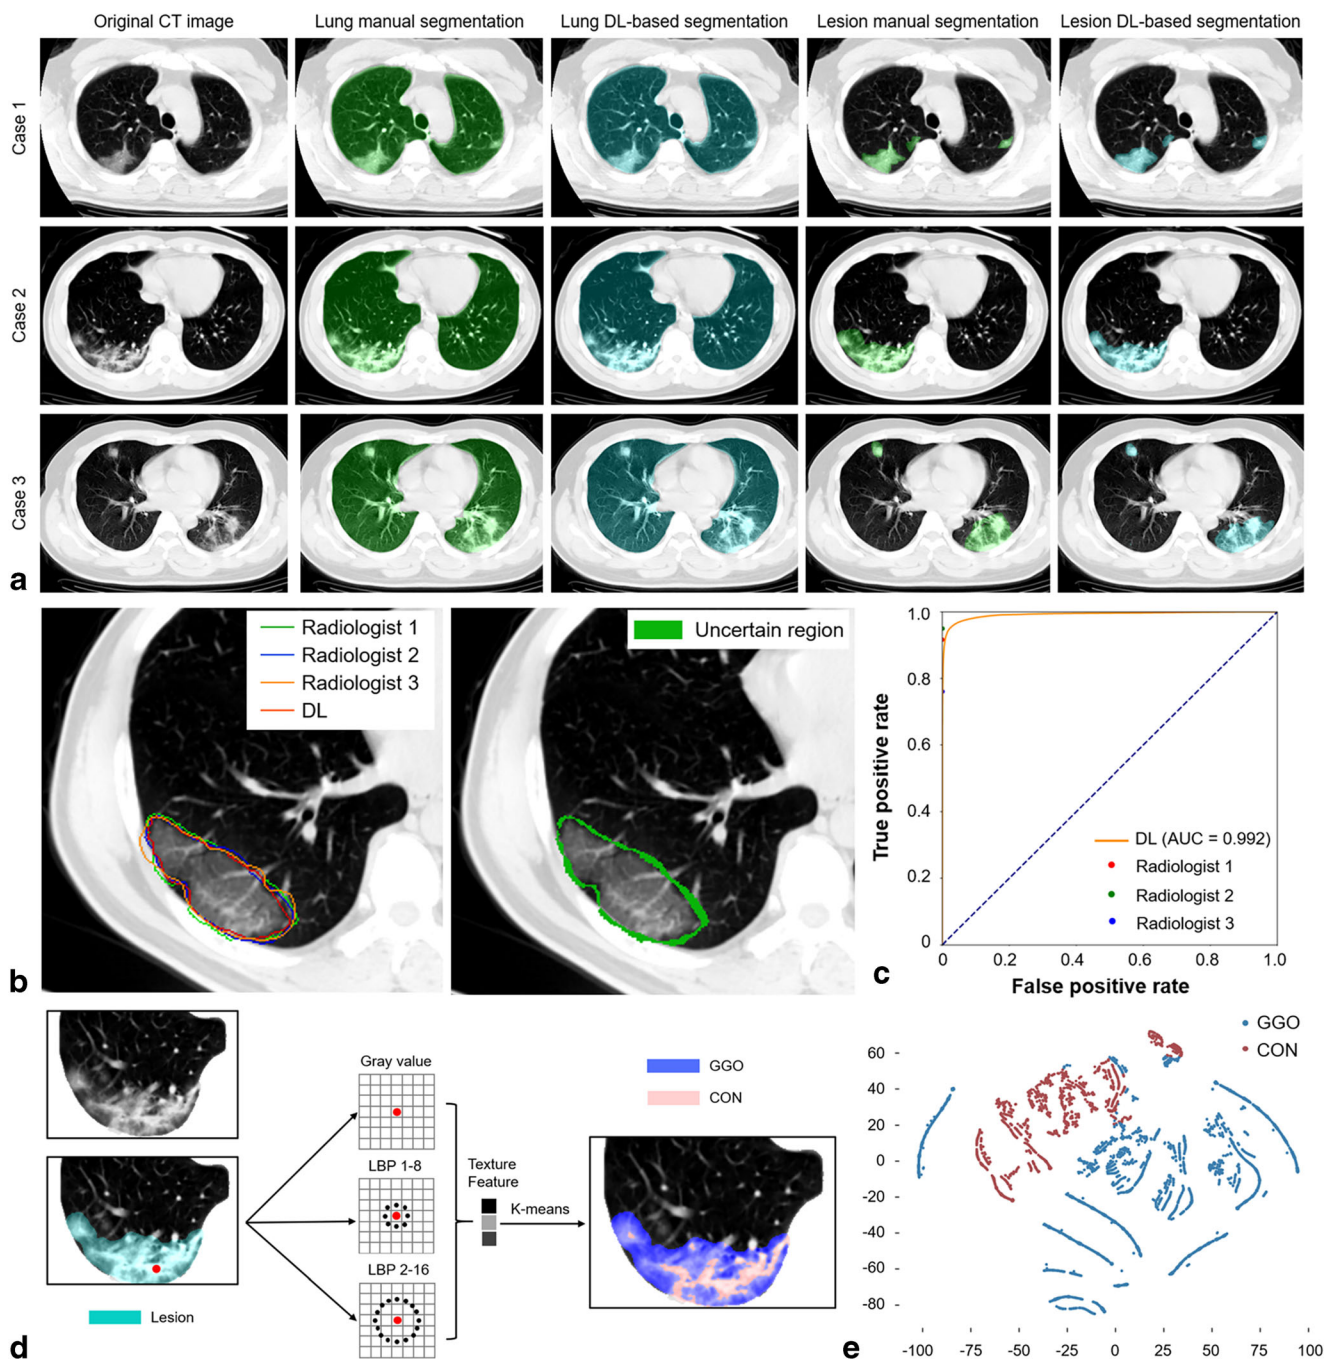 Original CT image
Lung manual segmentation
Lung DL-based segmentation
Lesion manual segmentation
Lesion DL-based segmentation
Case 1
Case 2
Case 3
a
Radiologist 1
Radiologist 2
Radiologist 3
DL
Uncertain region
b
1.0
0.8
0.6
0.4
0.2
0
True positive rate
DL (AUC = 0.992)
Radiologist 1
Radiologist 2
Radiologist 3
0
0.2
0.4
0.6
0.8
1.0
False positive rate
c
Lesion
Gray value
LBP 1-8
LBP 2-16
Texture
Feature
K-means
GGO
CON
d
GGO
CON
60
40
20
0
-20
-40
-60
-80
-100
-75
-50
-25
0
25
50
75
100
e